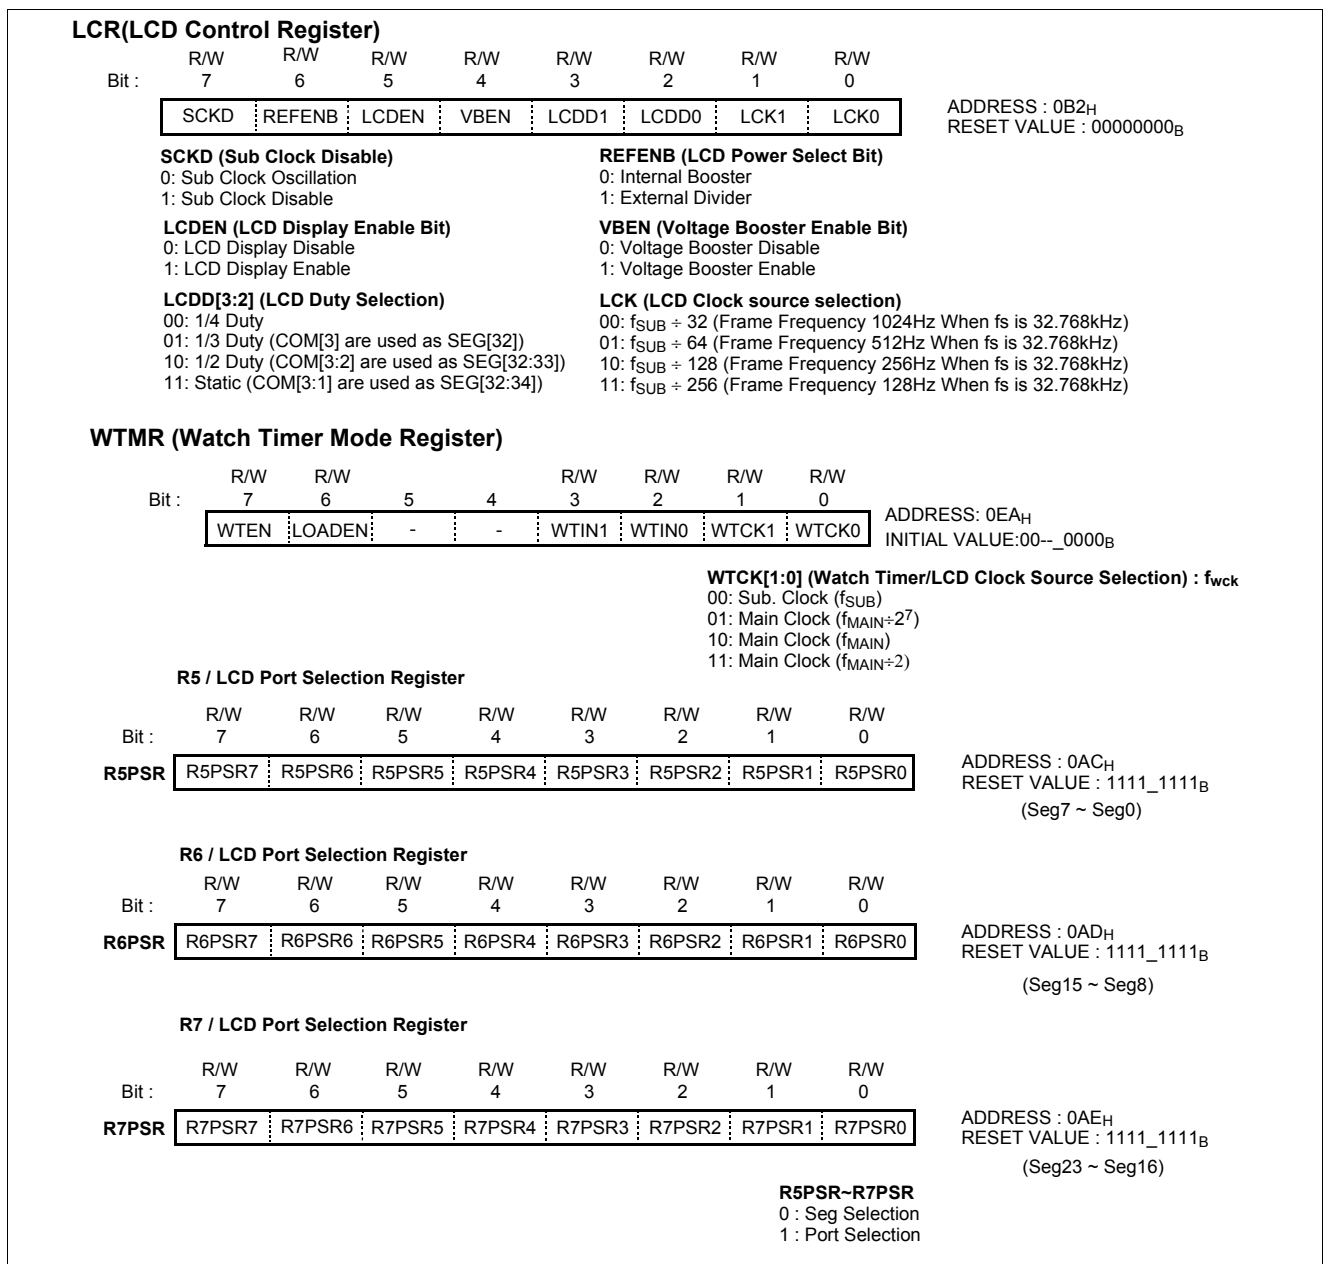 LCR(LCD Control Register)
R/W R/W R/W R/W R/W R/W R/W R/W
Bit : 7 6 5 4 3 2 1 0
SCKD REFENB LCDEN VBEN LCDD1 LCDD0 LCK1 LCK0
ADDRESS : 0B2H
RESET VALUE : 00000000B
SCKD (Sub Clock Disable)
0: Sub Clock Oscillation
1: Sub Clock Disable
REFENB (LCD Power Select Bit)
0: Internal Booster
1: External Divider
LCDEN (LCD Display Enable Bit)
0: LCD Display Disable
1: LCD Display Enable
VBEN (Voltage Booster Enable Bit)
0: Voltage Booster Disable
1: Voltage Booster Enable
LCDD[3:2] (LCD Duty Selection)
00: 1/4 Duty
01: 1/3 Duty (COM[3] are used as SEG[32])
10: 1/2 Duty (COM[3:2] are used as SEG[32:33])
11: Static (COM[3:1] are used as SEG[32:34])
LCK (LCD Clock source selection)
00: fSUB ÷ 32 (Frame Frequency 1024Hz When fs is 32.768kHz)
01: fSUB ÷ 64 (Frame Frequency 512Hz When fs is 32.768kHz)
10: fSUB ÷ 128 (Frame Frequency 256Hz When fs is 32.768kHz)
11: fSUB ÷ 256 (Frame Frequency 128Hz When fs is 32.768kHz)
WTMR (Watch Timer Mode Register)
R/W R/W R/W R/W R/W R/W
Bit : 7 6 5 4 3 2 1 0
WTEN LOADEN - - WTIN1 WTIN0 WTCK1 WTCK0
ADDRESS: 0EAH
INITIAL VALUE:00--_0000B
WTCK[1:0] (Watch Timer/LCD Clock Source Selection) : fwck
00: Sub. Clock (fSUB)
01: Main Clock (fMAIN÷2⁷)
10: Main Clock (fMAIN)
11: Main Clock (fMAIN÷2)
R5 / LCD Port Selection Register
R/W R/W R/W R/W R/W R/W R/W R/W
Bit : 7 6 5 4 3 2 1 0
R5PSR R5PSR7 R5PSR6 R5PSR5 R5PSR4 R5PSR3 R5PSR2 R5PSR1 R5PSR0
ADDRESS : 0ACH
RESET VALUE : 1111_1111B
(Seg7 ~ Seg0)
R6 / LCD Port Selection Register
R/W R/W R/W R/W R/W R/W R/W R/W
Bit : 7 6 5 4 3 2 1 0
R6PSR R6PSR7 R6PSR6 R6PSR5 R6PSR4 R6PSR3 R6PSR2 R6PSR1 R6PSR0
ADDRESS : 0ADH
RESET VALUE : 1111_1111B
(Seg15 ~ Seg8)
R7 / LCD Port Selection Register
R/W R/W R/W R/W R/W R/W R/W R/W
Bit : 7 6 5 4 3 2 1 0
R7PSR R7PSR7 R7PSR6 R7PSR5 R7PSR4 R7PSR3 R7PSR2 R7PSR1 R7PSR0
ADDRESS : 0AEH
RESET VALUE : 1111_1111B
(Seg23 ~ Seg16)
R5PSR~R7PSR
0 : Seg Selection
1 : Port Selection